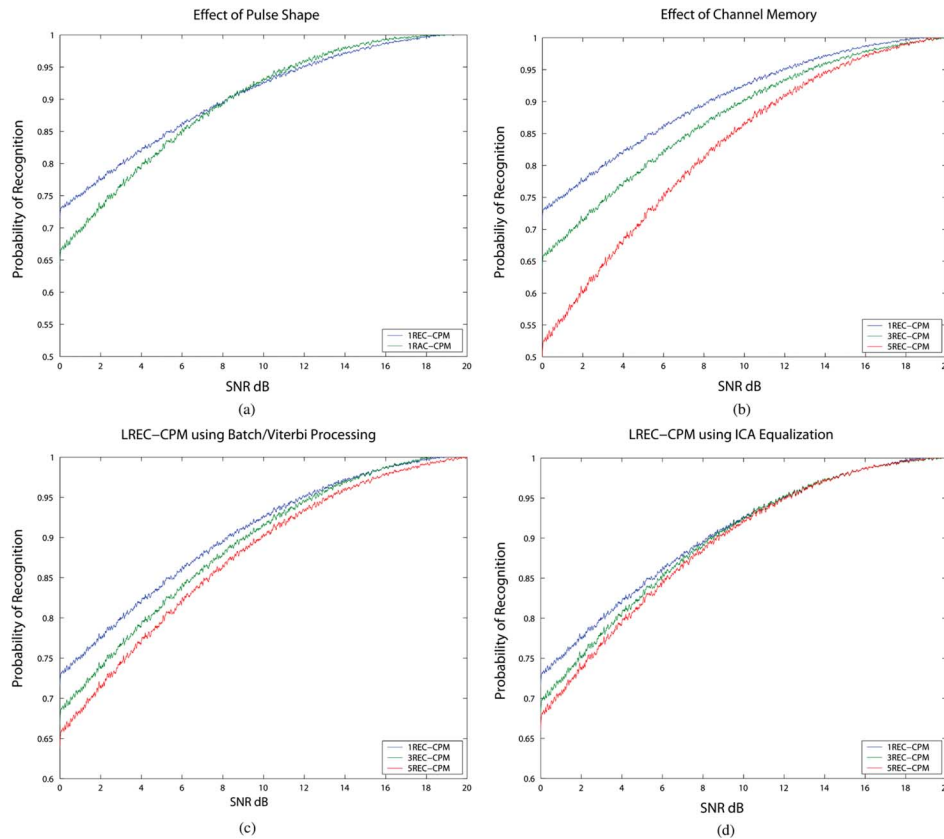 Effect of Pulse Shape
Probability of Recognition
1
0.95
0.9
0.85
0.8
0.75
0.7
0.65
0.6
0.55
0.5
0 2 4 6 8 10 12 14 16 18 20
1REC−CPM
1RAC−CPM
SNR dB
(a)
Effect of Channel Memory
Probabiliy of Recognition
1
0.95
0.9
0.85
0.8
0.75
0.7
0.65
0.6
0.55
0.5
0 2 4 6 8 10 12 14 16 18 2
1REC−CPM
3REC−CPM
5REC−CPM
SNR dB
(b)
LREC−CPM using Batch/Viterbi Processing
Probability of Recognition
1
0.95
0.9
0.85
0.8
0.75
0.7
0.65
0.6
0 2 4 6 8 10 12 14 16 18 20
1REC−CPM
3REC−CPM
5REC−CPM
SNR dB
(c)
LREC−CPM using ICA Equalization
Probability of Recognition
1
0.95
0.9
0.85
0.8
0.75
0.7
0.65
0.6
0 2 4 6 8 10 12 14 16 18 2
1REC−CPM
3REC−CPM
5REC−CPM
SNR dB
(d)